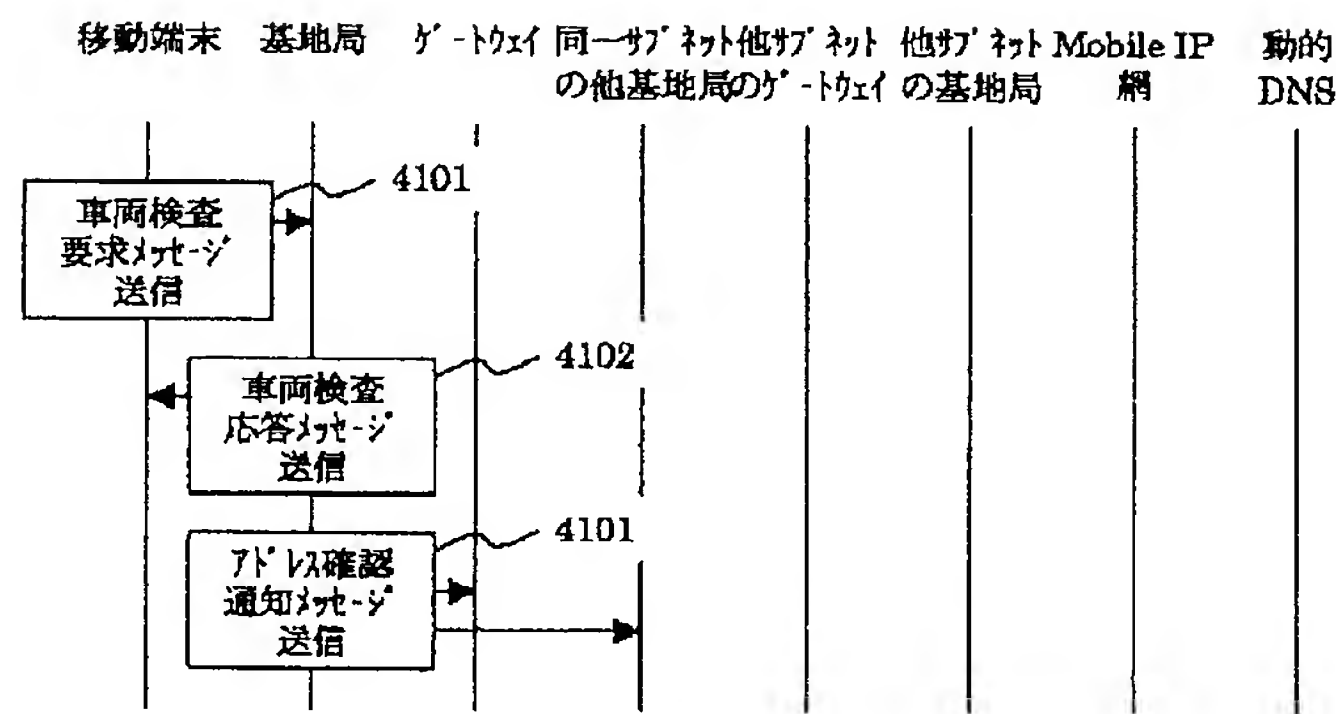 移動端末 基地局 ｹﾞｰﾄｳｪｲ 同一ｻﾌﾞﾈｯﾄ 他ｻﾌﾞﾈｯﾄ 他ｻﾌﾞﾈｯﾄ Mobile IP 動的
の他基地局 のｹﾞｰﾄｳｪｲ の基地局 網 DNS
4101
車両検査
要求ﾒｯｾｰｼﾞ
送信
4102
車両検査
応答ﾒｯｾｰｼﾞ
送信
4101
ｱﾄﾞﾚｽ確認
通知ﾒｯｾｰｼﾞ
送信